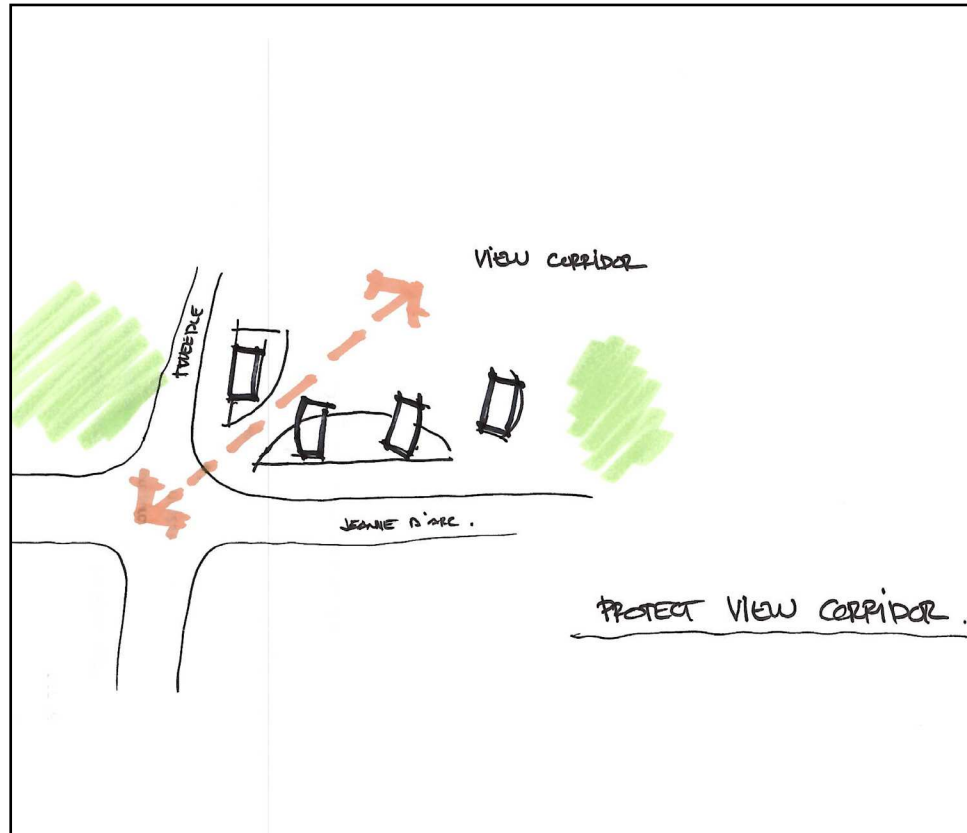 VIEW CORRIDOR
TWEEDLE
JEANNE D'ARC.
PROTECT VIEW CORRIDOR.